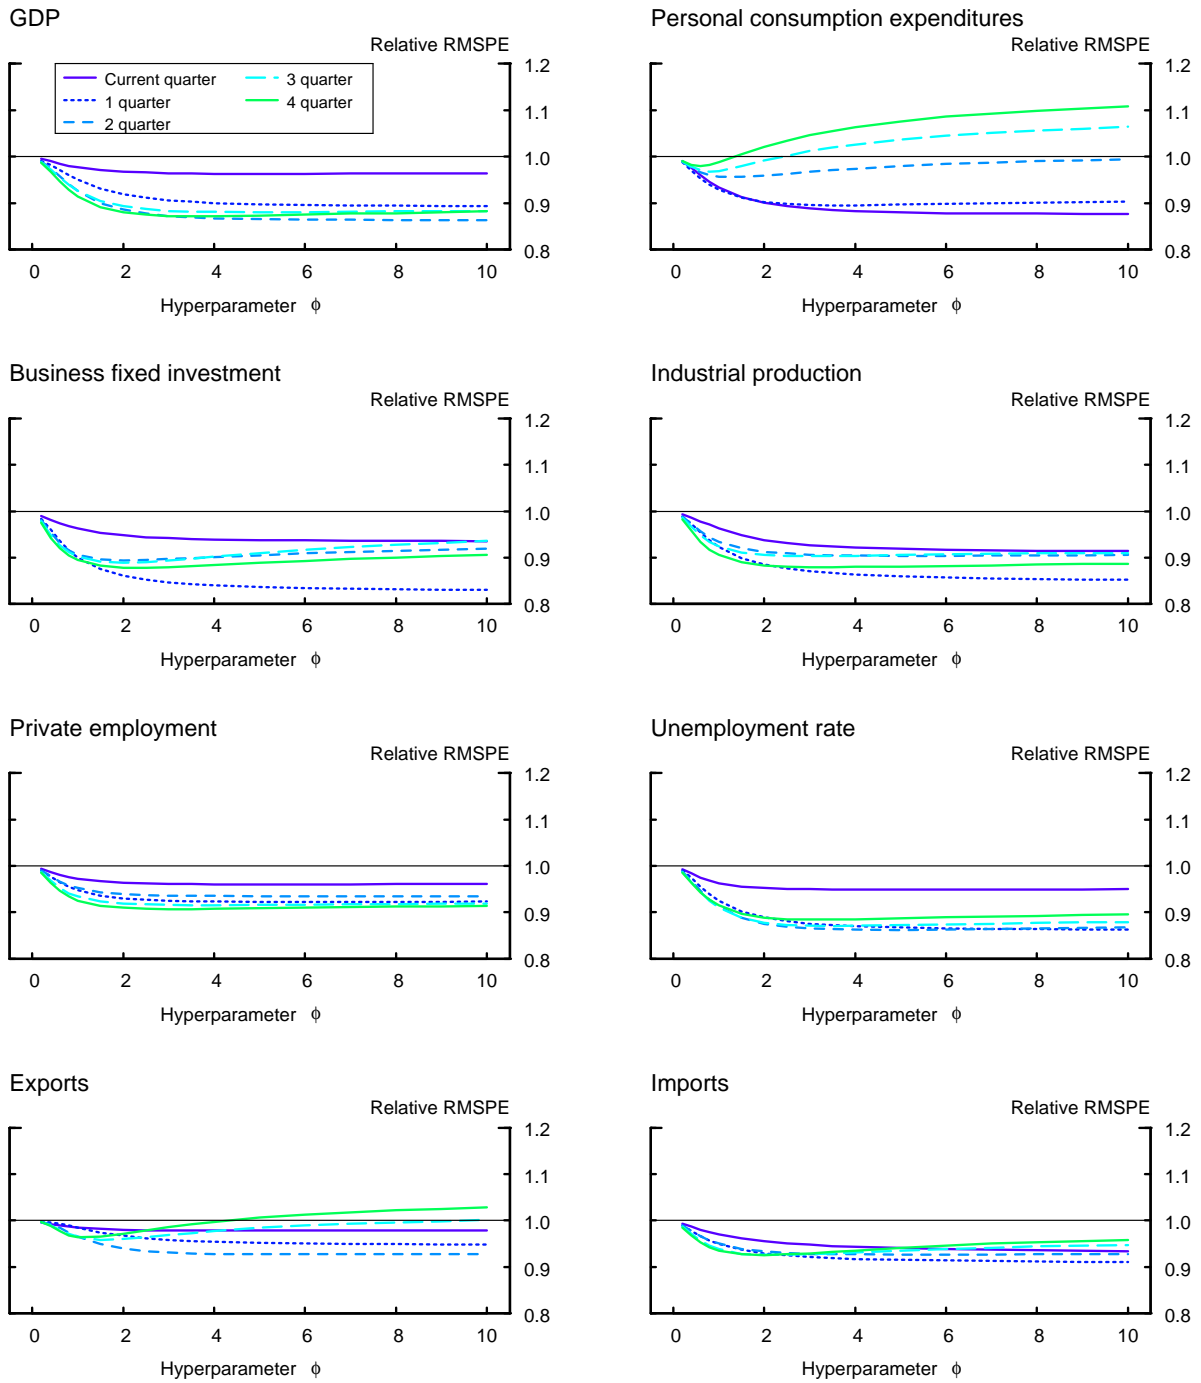 GDP
Relative RMSPE
Current quarter
1 quarter
2 quarter
3 quarter
4 quarter
1.2
1.1
1.0
0.9
0.8
0 2 4 6 8 10
Hyperparameter ϕ
Personal consumption expenditures
Relative RMSPE
1.2
1.1
1.0
0.9
0.8
0 2 4 6 8 10
Hyperparameter ϕ
Business fixed investment
Relative RMSPE
1.2
1.1
1.0
0.9
0.8
0 2 4 6 8 10
Hyperparameter ϕ
Industrial production
Relative RMSPE
1.2
1.1
1.0
0.9
0.8
0 2 4 6 8 10
Hyperparameter ϕ
Private employment
Relative RMSPE
1.2
1.1
1.0
0.9
0.8
0 2 4 6 8 10
Hyperparameter ϕ
Unemployment rate
Relative RMSPE
1.2
1.1
1.0
0.9
0.8
0 2 4 6 8 10
Hyperparameter ϕ
Exports
Relative RMSPE
1.2
1.1
1.0
0.9
0.8
0 2 4 6 8 10
Hyperparameter ϕ
Imports
Relative RMSPE
1.2
1.1
1.0
0.9
0.8
0 2 4 6 8 10
Hyperparameter ϕ